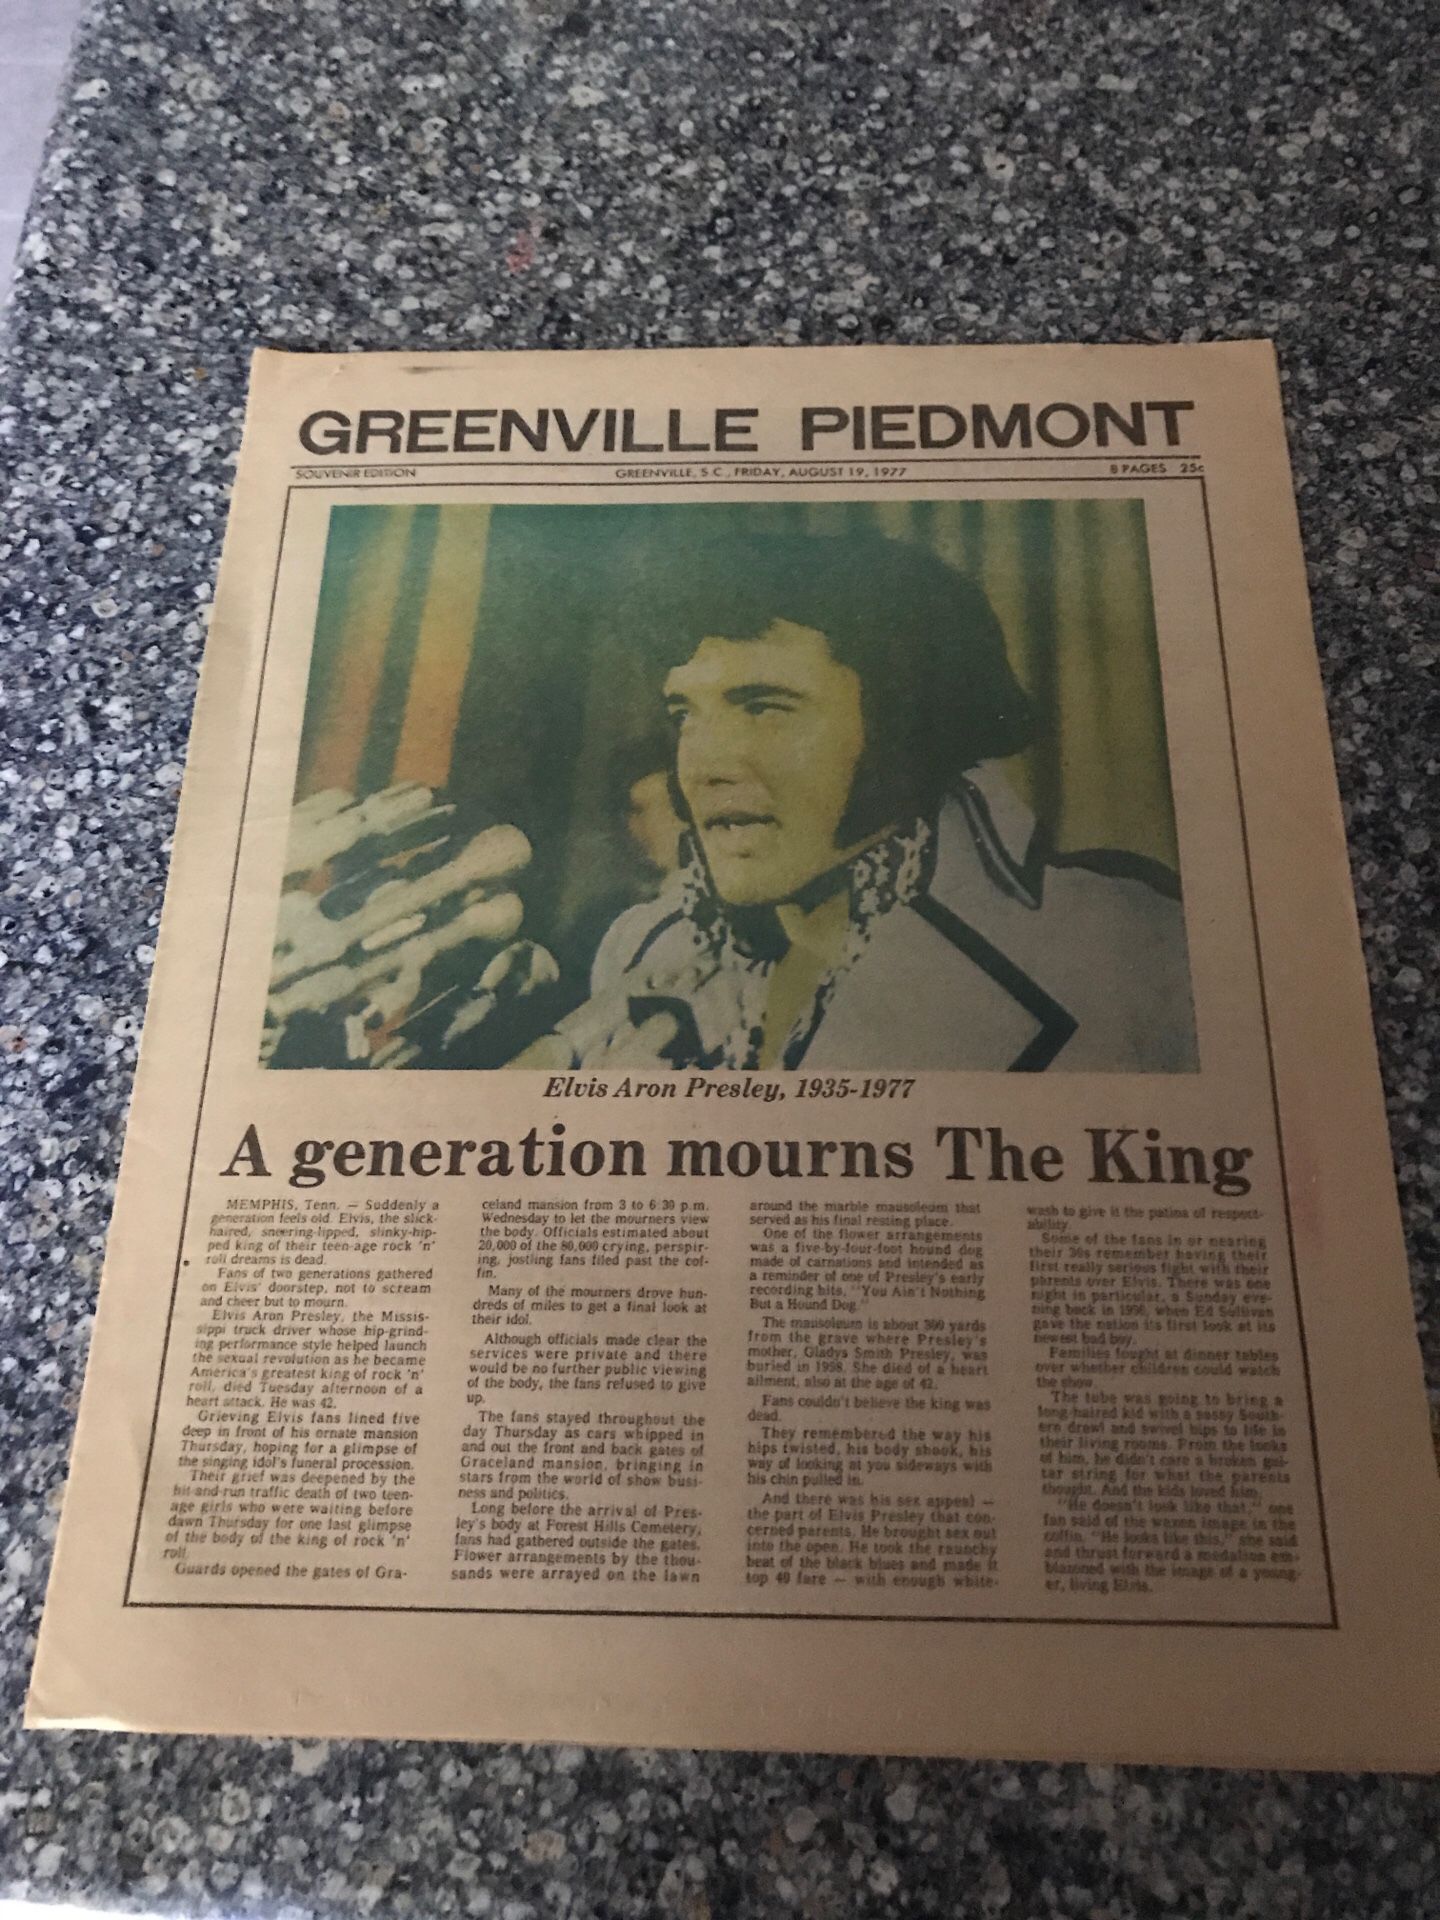 GREENVILLE PIEDMONT
SOUVENIR EDITION
GREENVILLE, S.C., FRIDAY, AUGUST 19, 1977
8 PAGES 25c
Elvis Aron Presley, 1935-1977
A generation mourns The King
MEMPHIS, Tenn. — Suddenly a
generation feels old. Elvis, the slick-
haired, sneering-lipped, slinky-hip-
ped king of their teen-age rock 'n'
roll dreams is dead.
Fans of two generations gathered
on Elvis' doorstep, not to scream
and cheer but to mourn.
Elvis Aron Presley, the Missis-
sippi truck driver whose hip-grind-
ing performance style helped launch
the sexual revolution as he became
America's greatest king of rock 'n'
roll, died Tuesday afternoon of a
heart attack. He was 42.
Grieving Elvis fans lined five
deep in front of his ornate mansion
Thursday, hoping for a glimpse of
the singing idol's funeral procession.
Their grief was deepened by the
hit-and-run traffic death of two teen-
age girls who were waiting before
dawn Thursday for one last glimpse
of the body of the king of rock 'n'
roll.
Guards opened the gates of Gra-
celand mansion from 3 to 6:30 p.m.
Wednesday to let the mourners view
the body. Officials estimated about
20,000 of the 80,000 crying, perspir-
ing, jostling fans filed past the cof-
fin.
Many of the mourners drove hun-
dreds of miles to get a final look at
their idol.
Although officials made clear the
services were private and there
would be no further public viewing
of the body, the fans refused to give
up.
The fans stayed throughout the
day Thursday as cars whipped in
and out the front and back gates of
Graceland mansion, bringing in
stars from the world of show busi-
ness and politics.
Long before the arrival of Pres-
ley's body at Forest Hills Cemetery,
fans had gathered outside the gates.
Flower arrangements by the thou-
sands were arrayed on the lawn
around the marble mausoleum that
served as his final resting place.
One of the flower arrangements
was a five-by-four-foot hound dog
made of carnations and intended as
a reminder of one of Presley's early
recording hits, "You Ain't Nothing
But a Hound Dog."
The mausoleum is about 300 yards
from the grave where Presley's
mother, Gladys Smith Presley, was
buried in 1958. She died of a heart
ailment, also at the age of 42.
Fans couldn't believe the king was
dead.
They remembered the way his
hips twisted, his body shook, his
way of looking at you sideways with
his chin pulled in.
And there was his sex appeal —
the part of Elvis Presley that con-
cerned parents. He brought sex out
into the open. He took the raunchy
beat of the black blues and made it
top 40 fare — with enough white-
wash to give it the patina of respect-
ability.
Some of the fans in or nearing
their 30s remember having their
first really serious fight with their
parents over Elvis. There was one
night in particular, a Sunday eve-
ning back in 1956, when Ed Sullivan
gave the nation its first look at its
newest bad boy.
Families fought at dinner tables
over whether children could watch
the show.
The tube was going to bring a
long-haired kid with a sassy South-
ern drawl and swivel hips to life in
their living rooms. From the looks
of him, he didn't care a broken gui-
tar string for what the parents
thought. And the kids loved him.
"He doesn't look like that," one
fan said of the waxen image in the
coffin. "He looks like this," she said
and thrust forward a medallion em-
blazoned with the image of a young-
er, living Elvis.